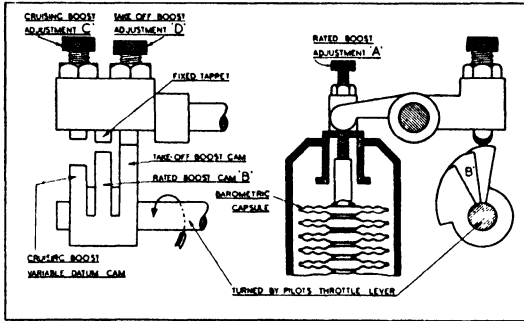 CRUISING BOOST
ADJUSTMENT 'C'
TAKE OFF BOOST
ADJUSTMENT 'D'
RATED BOOST
ADJUSTMENT 'A'
FIXED TAPPET
TAKE-OFF BOOST CAM
RATED BOOST CAM 'B'
BAROMETRIC
CAPSULE
'B'
CRUISING BOOST
VARIABLE DATUM CAM
TURNED BY PILOTS THROTTLE LEVER